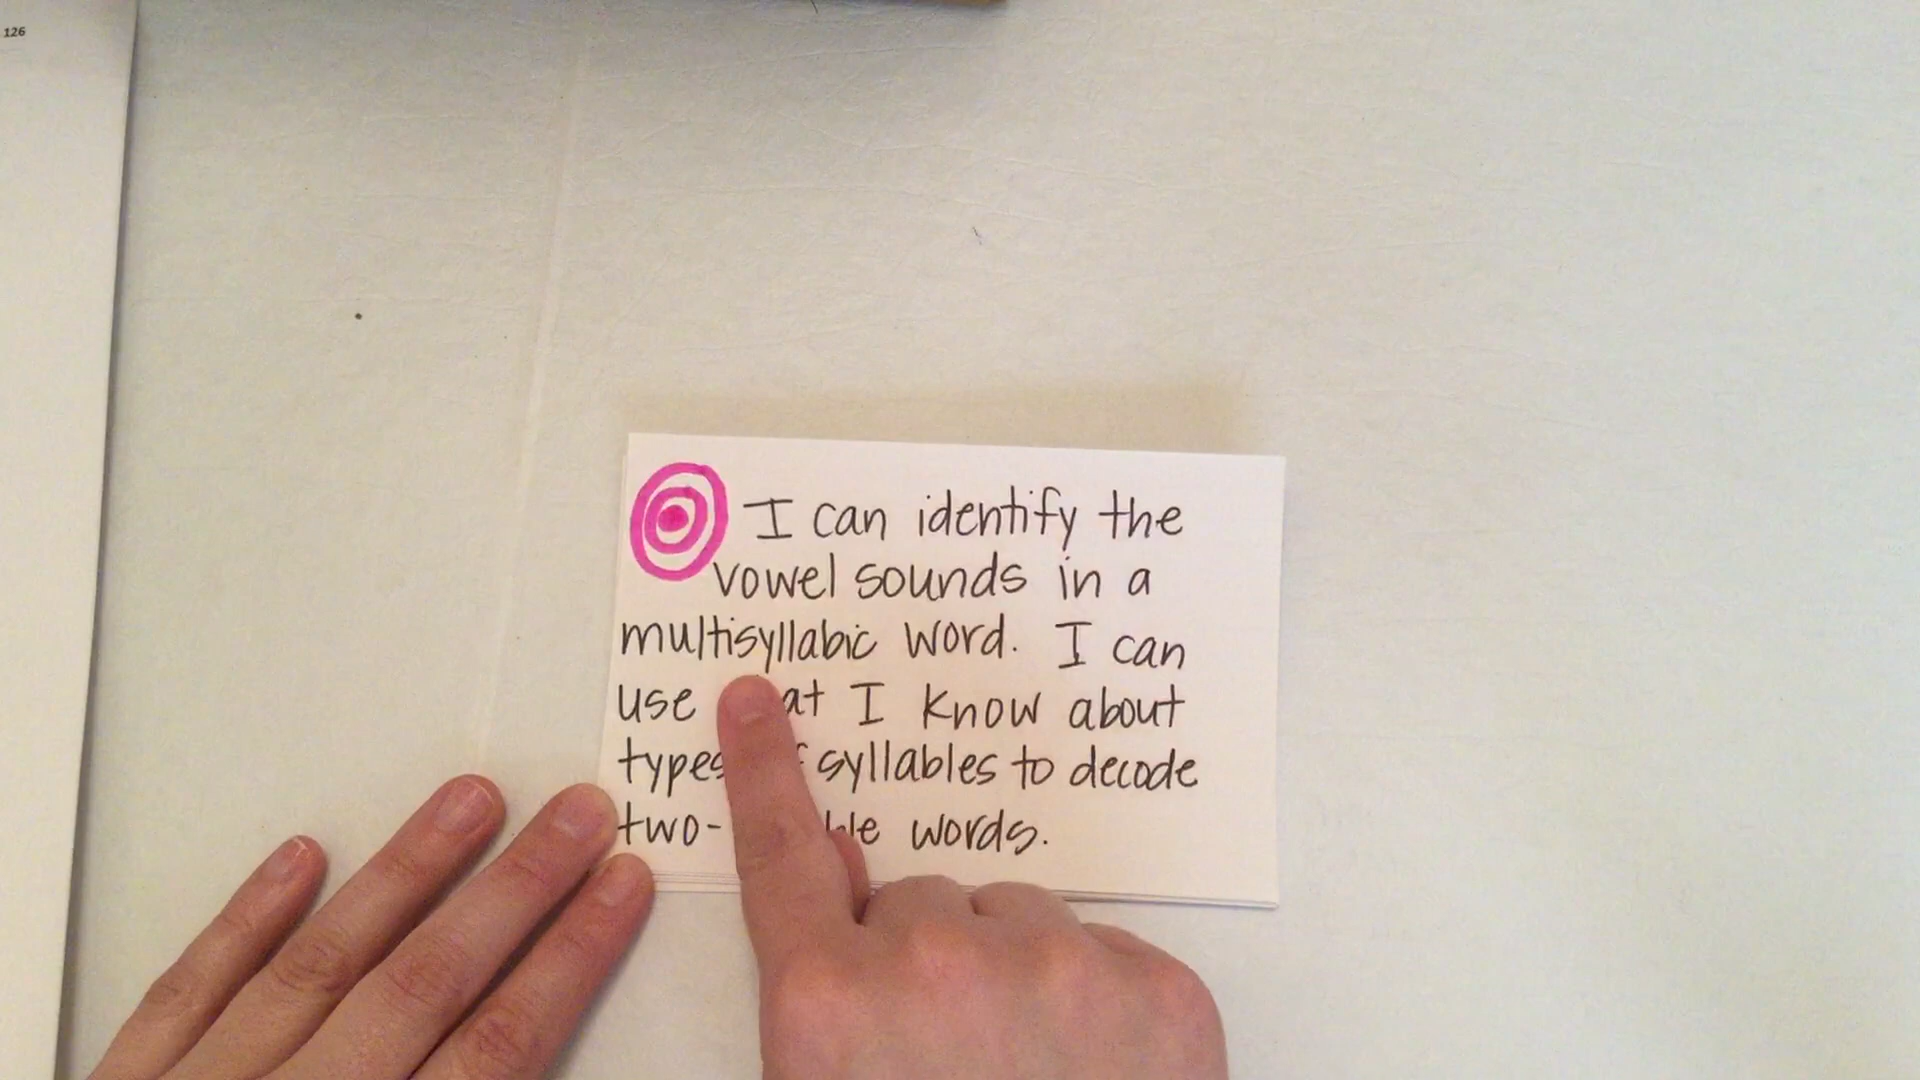 126
I can identify the
vowel sounds in a
multisyllabic word. I can
use at I know about
types syllables to decode
two- words.